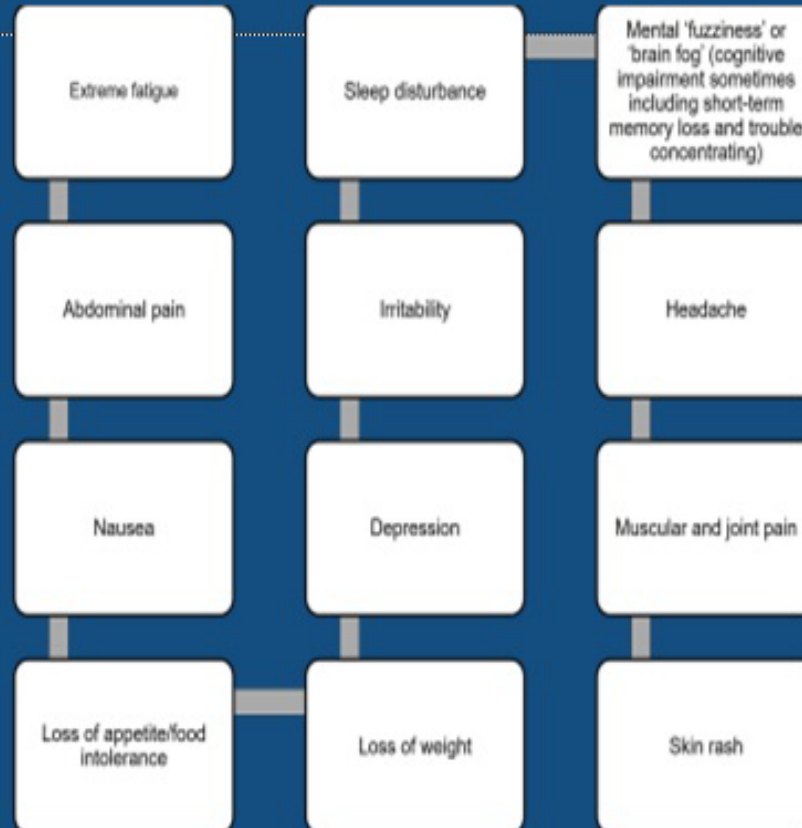 Extreme fatigue
Abdominal pain
Nausea
Loss of appetite/food
intolerance
Loss of weight
Depression
Irritability
Sleep disturbance
Mental ‘fuzziness’ or
‘brain fog’ (cognitive
impairment sometimes
including short-term
memory loss and trouble
concentrating)
Headache
Muscular and joint pain
Skin rash